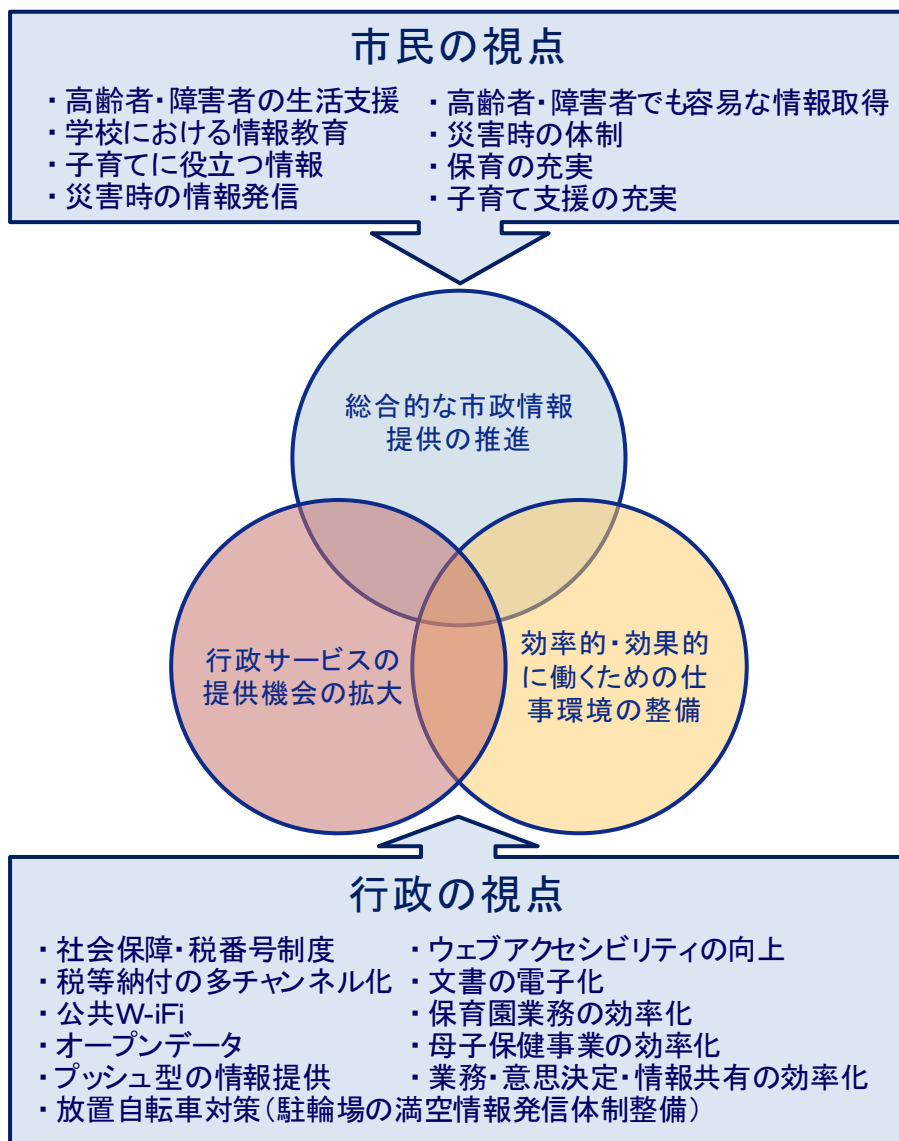 市民の視点
・高齢者・障害者の生活支援
・学校における情報教育
・子育てに役立つ情報
・災害時の情報発信
・高齢者・障害者でも容易な情報取得
・災害時の体制
・保育の充実
・子育て支援の充実
総合的な市政情報
提供の推進
行政サービスの
提供機会の拡大
効率的・効果的
に働くための仕
事環境の整備
行政の視点
・社会保障・税番号制度
・税等納付の多チャンネル化
・公共W-iFi
・オープンデータ
・プッシュ型の情報提供
・ウェブアクセシビリティの向上
・文書の電子化
・保育園業務の効率化
・母子保健事業の効率化
・業務・意思決定・情報共有の効率化
・放置自転車対策(駐輪場の満空情報発信体制整備)